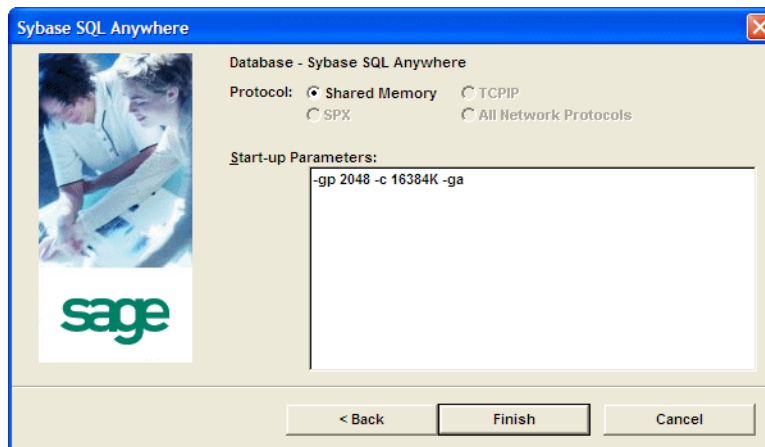 Sybase SQL Anywhere
Database - Sybase SQL Anywhere
Protocol: Shared Memory TCPIP
SPX All Network Protocols
Start-up Parameters:
-gp 2048 -c 16384K -ga
sage
< Back Finish Cancel